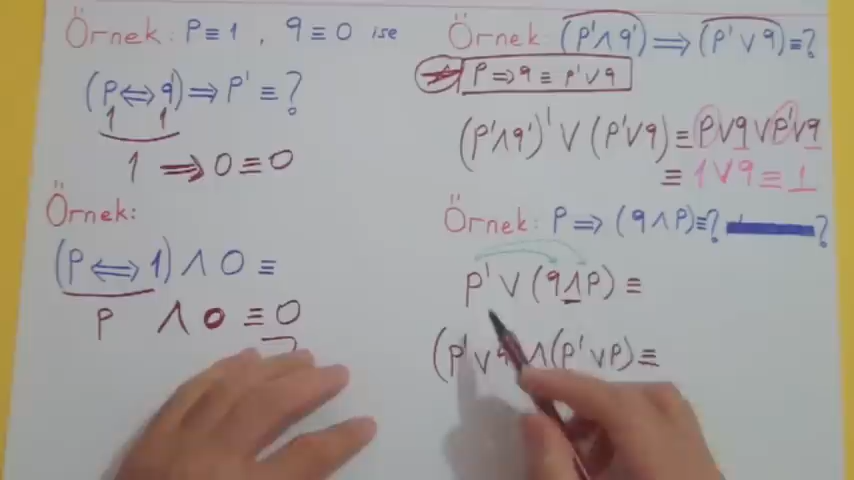 Örnek: p≡1 , q≡0 ise
(p⇔q')⇒p' ≡?
1 1
1 ⇒ 0 ≡ 0
Örnek:
(p⇔1)∧0 ≡
p ∧ 0 ≡ 0
Örnek: (p'∧q')⇒(p'∨q)≡?
p⇒q ≡ p'∨q
(p'∧q')'∨(p'∨q)≡p∨q∨p'∨q
≡ 1∨q ≡ 1
Örnek: p⇒(q∧p)≡? ?
p'∨(q∧p)≡
(p'∨q)∧(p'∨p)≡